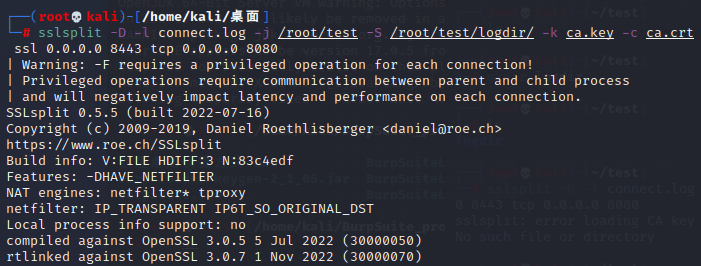 ┌──(root💀kali)-[/home/kali/桌面]
└─# sslsplit -D -l connect.log -j /root/test -S /root/test/logdir/ -k ca.key -c ca.crt
ssl 0.0.0.0 8443 tcp 0.0.0.0 8080
| Warning: -F requires a privileged operation for each connection!
| Privileged operations require communication between parent and child process
| and will negatively impact latency and performance on each connection.
SSLsplit 0.5.5 (built 2022-07-16)
Copyright (c) 2009-2019, Daniel Roethlisberger <daniel@roe.ch>
https://www.roe.ch/SSLsplit
Build info: V:FILE HDIFF:3 N:83c4edf
Features: -DHAVE_NETFILTER
NAT engines: netfilter* tproxy
netfilter: IP_TRANSPARENT IP6T_SO_ORIGINAL_DST
Local process info support: no
compiled against OpenSSL 3.0.5 5 Jul 2022 (30000050)
rtlinked against OpenSSL 3.0.7 1 Nov 2022 (30000070)